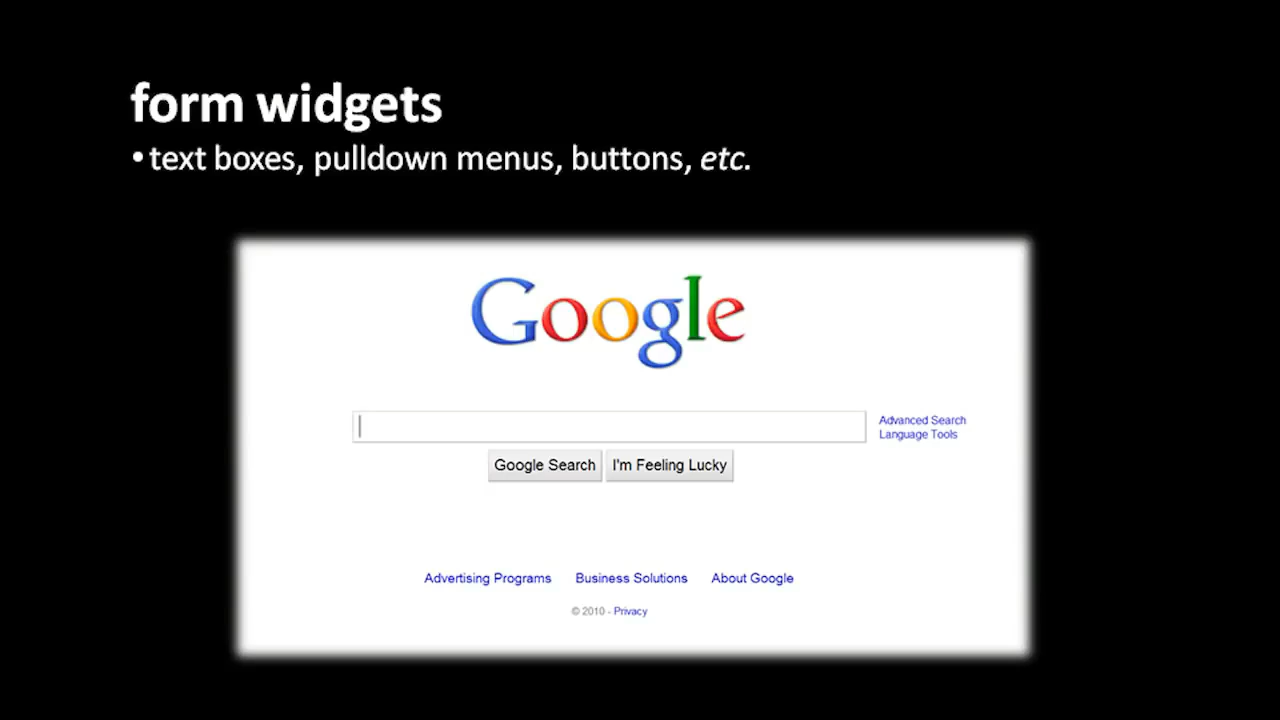 form widgets
• text boxes, pulldown menus, buttons, etc.
Google
Advanced Search
Language Tools
Google Search I'm Feeling Lucky
Advertising Programs Business Solutions About Google
© 2010 - Privacy